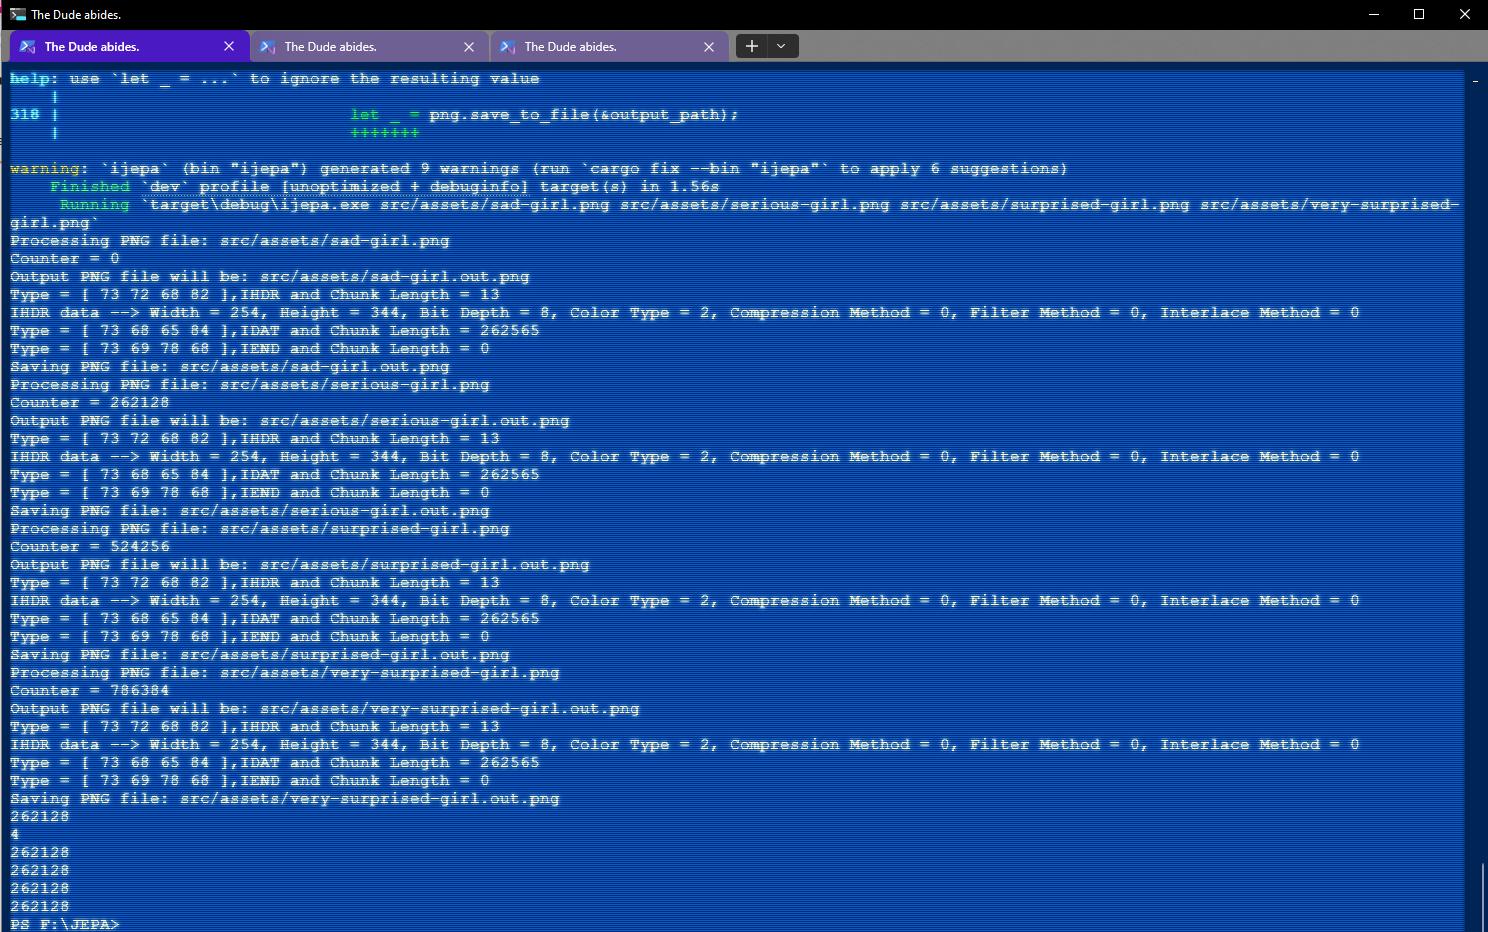 The Dude abides.
The Dude abides. The Dude abides. The Dude abides.
help: use `let _ = ...` to ignore the resulting value
|
318 | let _ = png.save_to_file(&output_path);
| +++++++
warning: `ijepa` (bin "ijepa") generated 9 warnings (run `cargo fix --bin "ijepa"` to apply 6 suggestions)
Finished `dev` profile [unoptimized + debuginfo] target(s) in 1.56s
Running `target\debug\ijepa.exe src/assets/sad-girl.png src/assets/serious-girl.png src/assets/surprised-girl.png src/assets/very-surprised-
girl.png`
Processing PNG file: src/assets/sad-girl.png
Counter = 0
Output PNG file will be: src/assets/sad-girl.out.png
Type = [ 73 72 68 82 ],IHDR and Chunk Length = 13
IHDR data --> Width = 254, Height = 344, Bit Depth = 8, Color Type = 2, Compression Method = 0, Filter Method = 0, Interlace Method = 0
Type = [ 73 68 65 84 ],IDAT and Chunk Length = 262565
Type = [ 73 69 78 68 ],IEND and Chunk Length = 0
Saving PNG file: src/assets/sad-girl.out.png
Processing PNG file: src/assets/serious-girl.png
Counter = 262128
Output PNG file will be: src/assets/serious-girl.out.png
Type = [ 73 72 68 82 ],IHDR and Chunk Length = 13
IHDR data --> Width = 254, Height = 344, Bit Depth = 8, Color Type = 2, Compression Method = 0, Filter Method = 0, Interlace Method = 0
Type = [ 73 68 65 84 ],IDAT and Chunk Length = 262565
Type = [ 73 69 78 68 ],IEND and Chunk Length = 0
Saving PNG file: src/assets/serious-girl.out.png
Processing PNG file: src/assets/surprised-girl.png
Counter = 524256
Output PNG file will be: src/assets/surprised-girl.out.png
Type = [ 73 72 68 82 ],IHDR and Chunk Length = 13
IHDR data --> Width = 254, Height = 344, Bit Depth = 8, Color Type = 2, Compression Method = 0, Filter Method = 0, Interlace Method = 0
Type = [ 73 68 65 84 ],IDAT and Chunk Length = 262565
Type = [ 73 69 78 68 ],IEND and Chunk Length = 0
Saving PNG file: src/assets/surprised-girl.out.png
Processing PNG file: src/assets/very-surprised-girl.png
Counter = 786384
Output PNG file will be: src/assets/very-surprised-girl.out.png
Type = [ 73 72 68 82 ],IHDR and Chunk Length = 13
IHDR data --> Width = 254, Height = 344, Bit Depth = 8, Color Type = 2, Compression Method = 0, Filter Method = 0, Interlace Method = 0
Type = [ 73 68 65 84 ],IDAT and Chunk Length = 262565
Type = [ 73 69 78 68 ],IEND and Chunk Length = 0
Saving PNG file: src/assets/very-surprised-girl.out.png
262128
4
262128
262128
262128
262128
PS F:\JEPA>